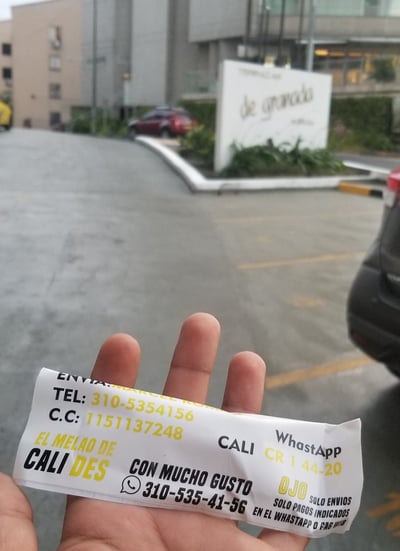 de granada
ENVIA:
TEL: 310-5354156
C.C: 1151137248
CALI
WhastApp
CR 1 44-20
EL MELAO DE
CALI DES
CON MUCHO GUSTO
310-535-41-56
OJO SOLO ENVIOS
SOLO PAGOS INDICADOS
EN EL WHASTAPP O PAG